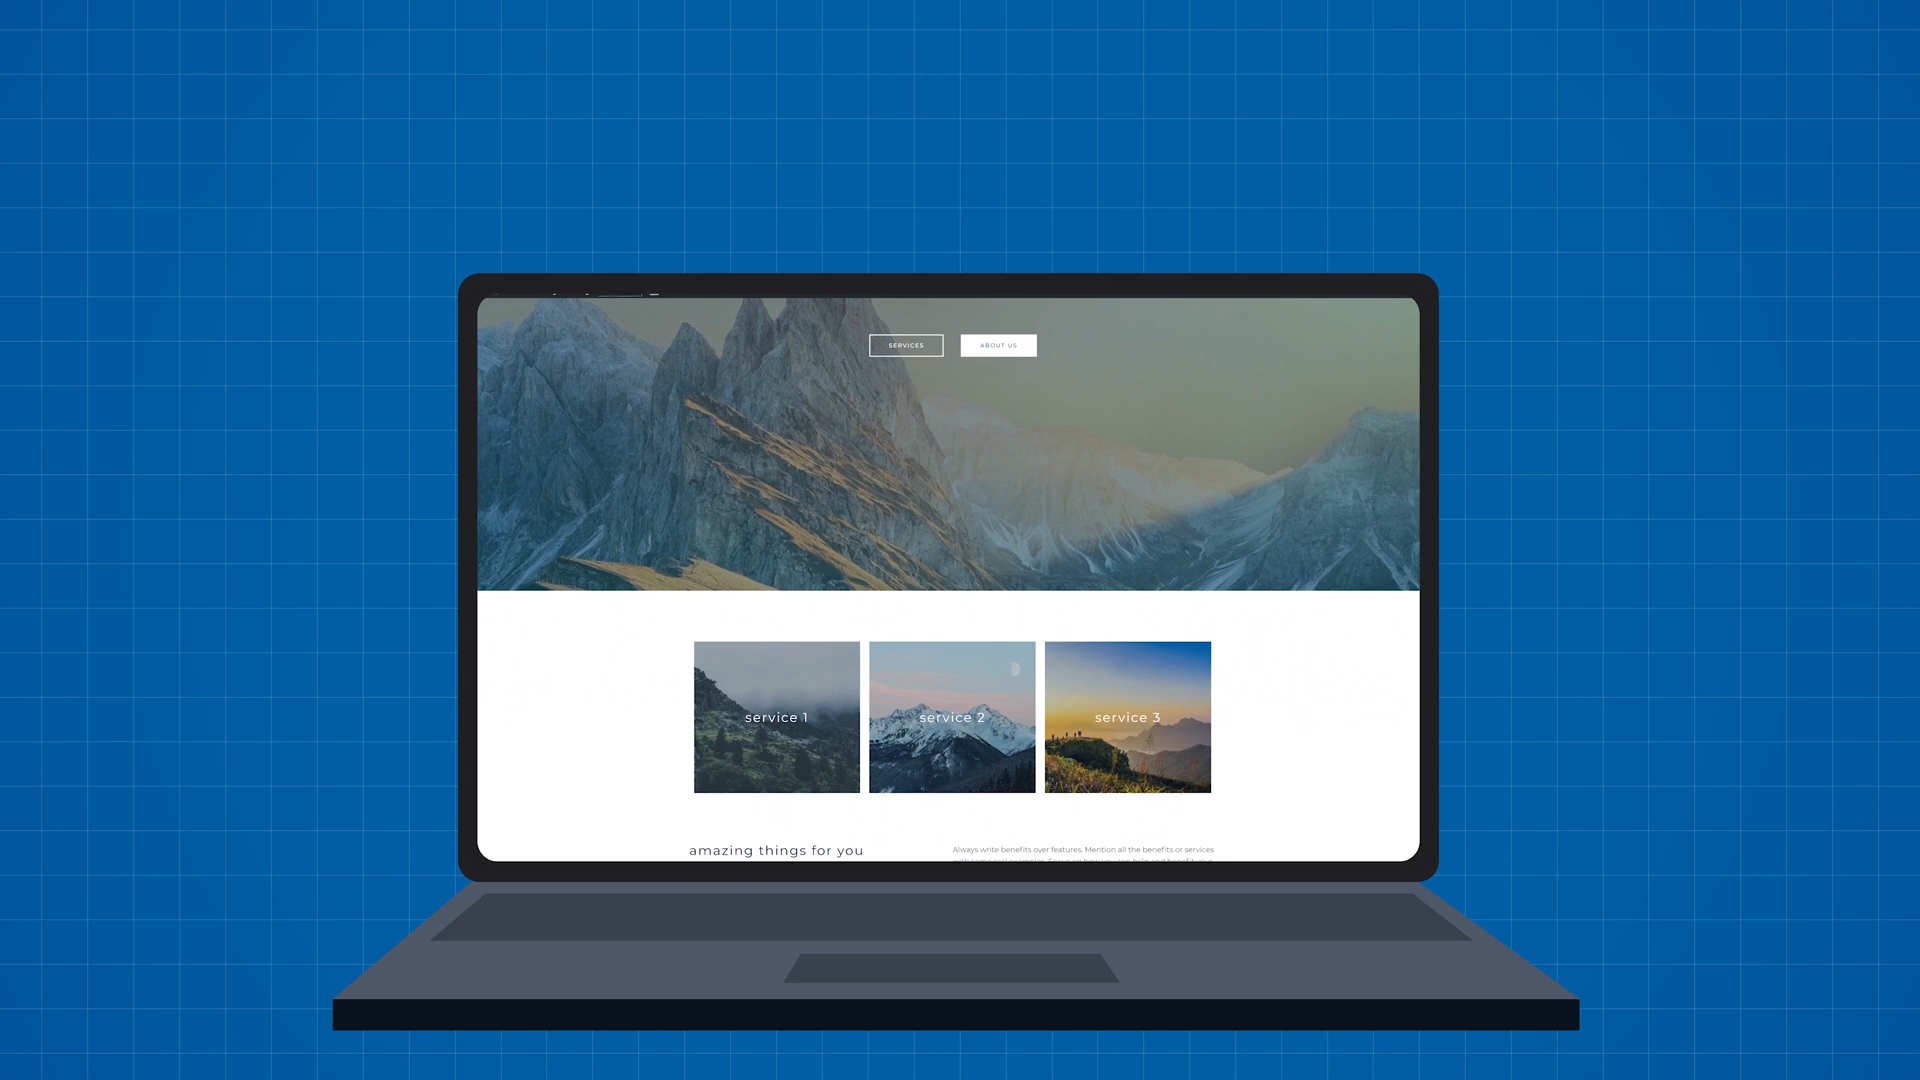 SERVICES
ABOUT US
service 1
service 2
service 3
amazing things for you
Always write benefits over features. Mention all the benefits or services